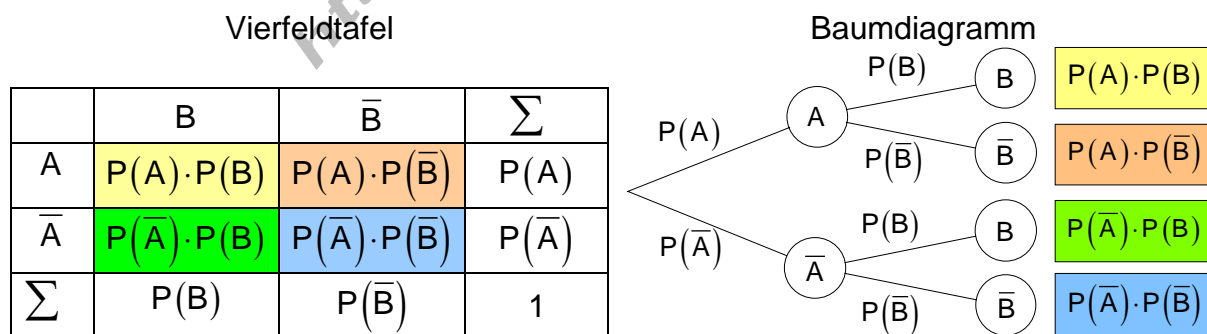 Vierfeldtafel
B B̅ ∑
A P(A)·P(B) P(A)·P(B̅) P(A)
A̅ P(A̅)·P(B) P(A̅)·P(B̅) P(A̅)
∑ P(B) P(B̅) 1
Baumdiagramm
P(A)
P(A̅)
A
A̅
P(B)
P(B̅)
P(B)
P(B̅)
B P(A)·P(B)
B̅ P(A)·P(B̅)
B P(A̅)·P(B)
B̅ P(A̅)·P(B̅)